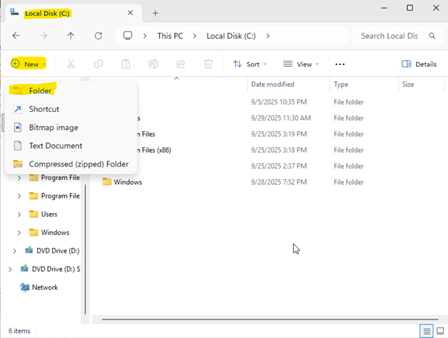 Local Disk (C:)
This PC > Local Disk (C:) > Search Local Dis
New Sort View ... Details
Folder
Shortcut
Bitmap image
Text Document
Compressed (zipped) Folder
Date modified Type Size
9/5/2025 10:35 PM File folder
s 9/29/2025 11:30 AM File folder
m Files 9/25/2025 3:19 PM File folder
m Files (x86) 9/25/2025 3:18 PM File folder
9/25/2025 2:37 PM File folder
Windows 9/28/2025 7:52 PM File folder
Program File
Program File
Users
Windows
DVD Drive (D:)
DVD Drive (D:) S
Network
6 items